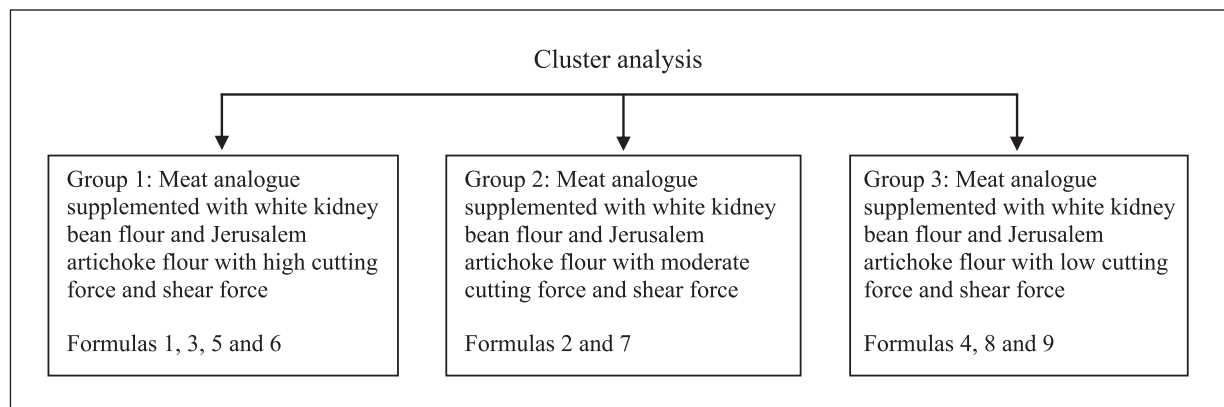 Cluster analysis
Group 1: Meat analogue
supplemented with white kidney
bean flour and Jerusalem
artichoke flour with high cutting
force and shear force
Formulas 1, 3, 5 and 6
Group 2: Meat analogue
supplemented with white kidney
bean flour and Jerusalem
artichoke flour with moderate
cutting force and shear force
Formulas 2 and 7
Group 3: Meat analogue
supplemented with white kidney
bean flour and Jerusalem
artichoke flour with low cutting
force and shear force
Formulas 4, 8 and 9